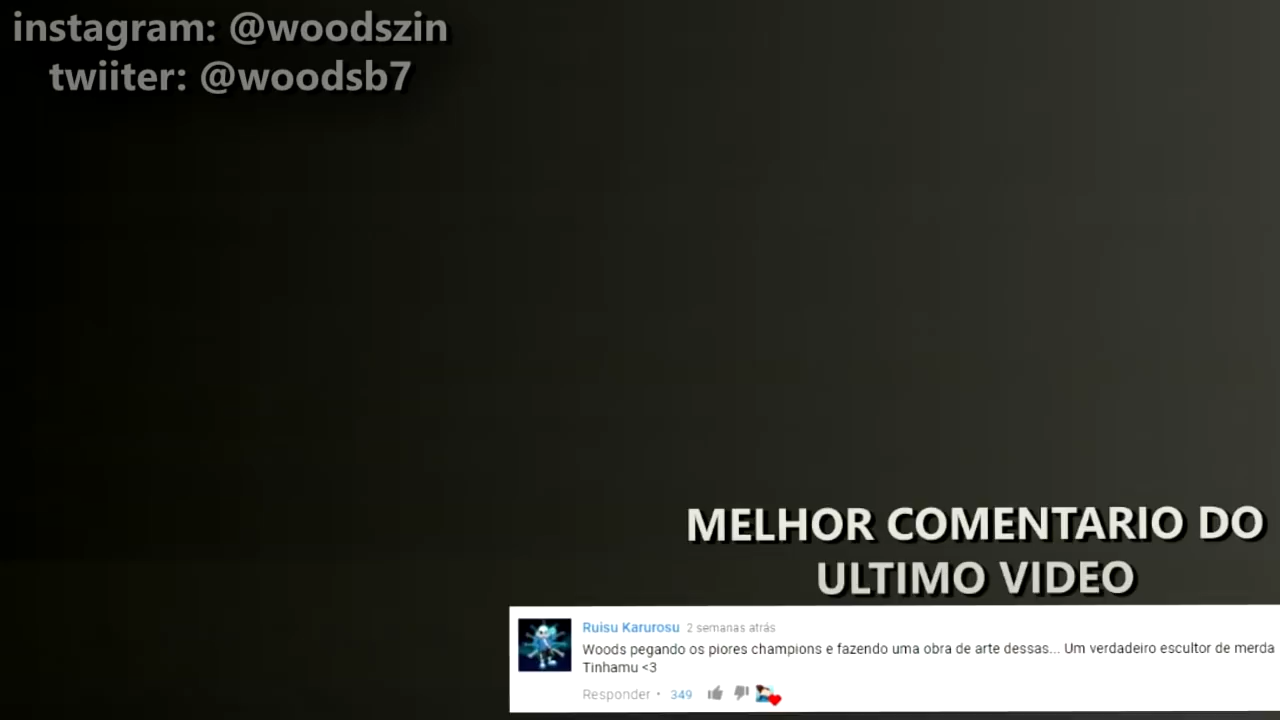 instagram: @woodszin
twiiter: @woodsb7
MELHOR COMENTARIO DO
ULTIMO VIDEO
Ruisu Karurosu 2 semanas atrás
Woods pegando os piores champions e fazendo uma obra de arte dessas... Um verdadeiro escultor de merda
Tinhamu <3
Responder • 349